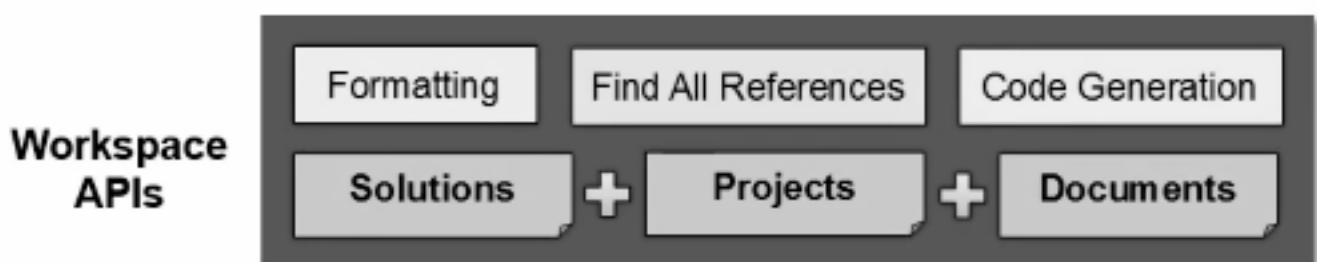 Workspace
APIs
Formatting
Find All References
Code Generation
Solutions
Projects
Documents